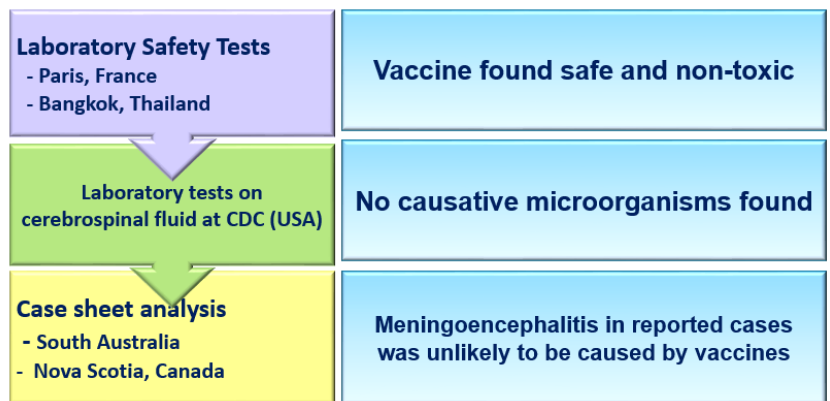 Laboratory Safety Tests
- Paris, France
- Bangkok, Thailand
Vaccine found safe and non-toxic
Laboratory tests on
cerebrospinal fluid at CDC (USA)
No causative microorganisms found
Case sheet analysis
- South Australia
- Nova Scotia, Canada
Meningoencephalitis in reported cases
was unlikely to be caused by vaccines